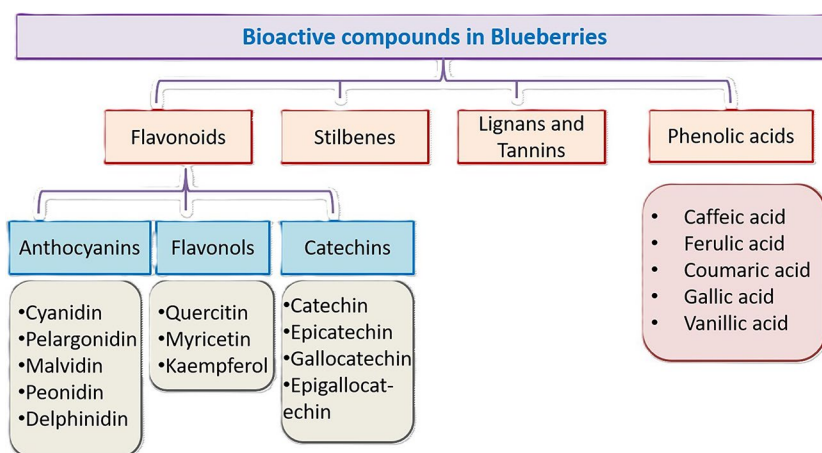 Bioactive compounds in Blueberries
Flavonoids
Stilbenes
Lignans and
Tannins
Phenolic acids
Anthocyanins
Flavonols
Catechins
•Cyanidin
•Pelargonidin
•Malvidin
•Peonidin
•Delphinidin
•Quercitin
•Myricetin
•Kaempferol
•Catechin
•Epicatechin
•Gallocatechin
•Epigallocat-
echin
• Caffeic acid
• Ferulic acid
• Coumaric acid
• Gallic acid
• Vanillic acid